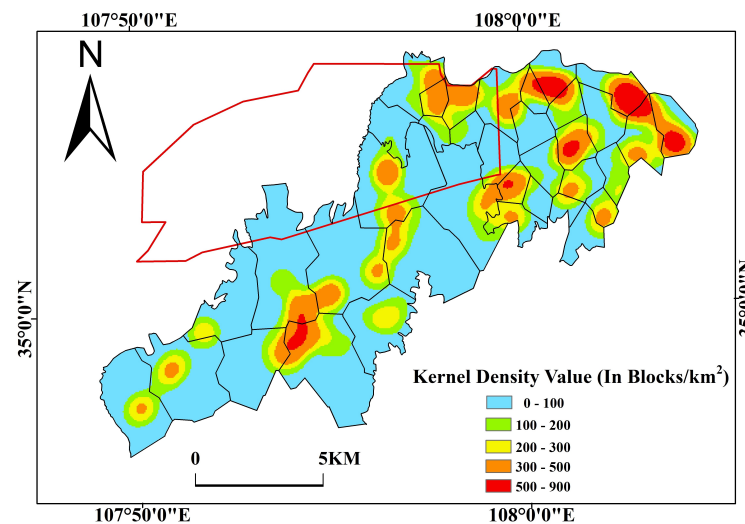 107°50'0"E
108°0'0"E
N
35°0'0"N
35°0'0"N
Kernel Density Value (In Blocks/km²)
0 - 100
100 - 200
200 - 300
300 - 500
500 - 900
0
5KM
107°50'0"E
108°0'0"E